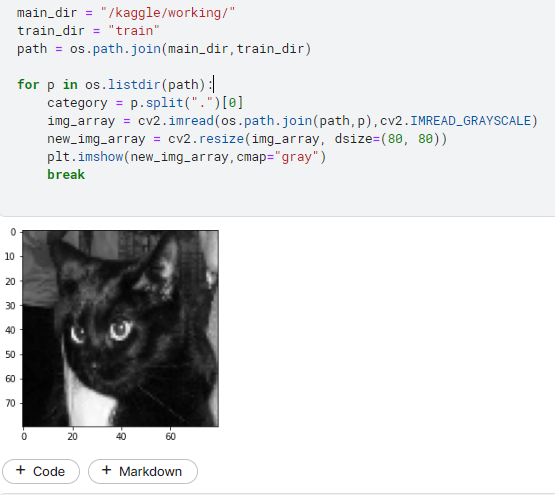 main_dir = "/kaggle/working/"
train_dir = "train"
path = os.path.join(main_dir,train_dir)
for p in os.listdir(path):
category = p.split(".")[0]
img_array = cv2.imread(os.path.join(path,p),cv2.IMREAD_GRAYSCALE)
new_img_array = cv2.resize(img_array, dsize=(80, 80))
plt.imshow(new_img_array,cmap="gray")
break
0
10
20
30
40
50
60
70
0 20 40 60
+ Code + Markdown